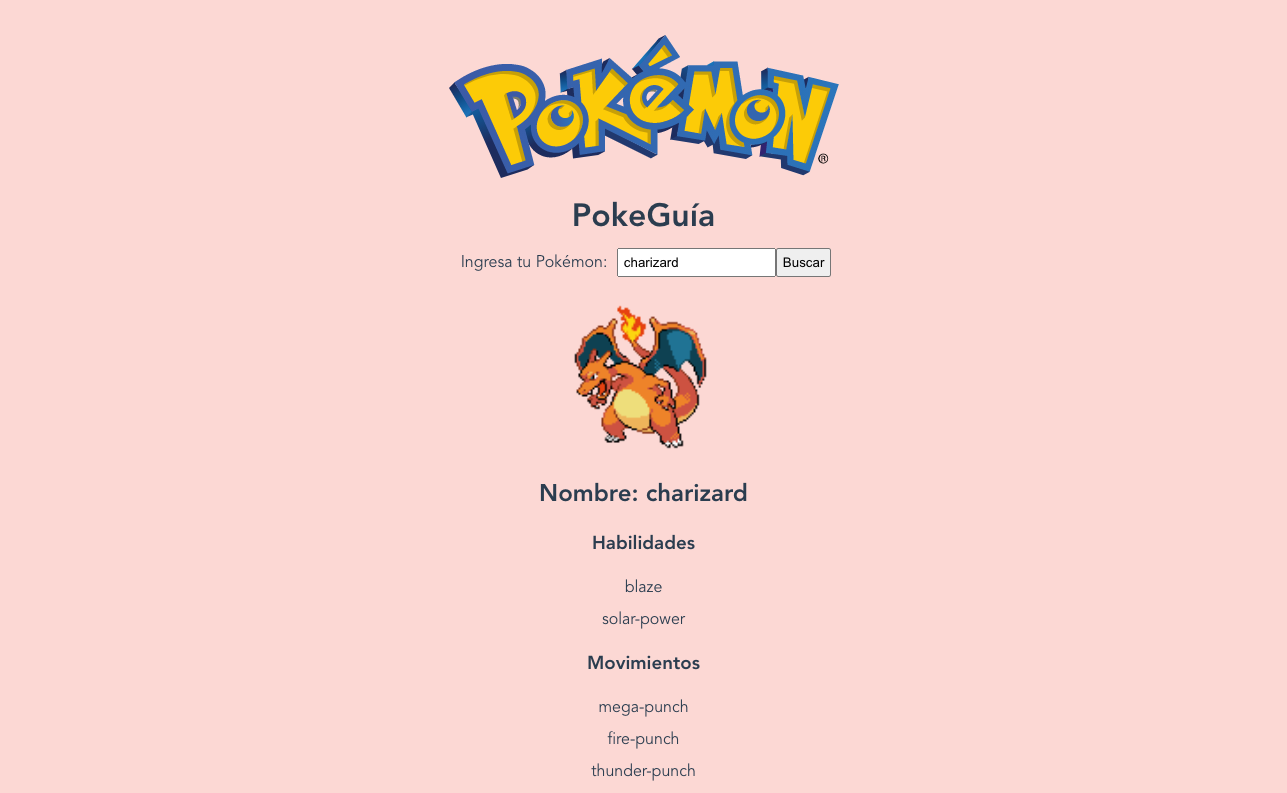 Pokémon ®
PokeGuía
Ingresa tu Pokémon: charizard Buscar
Nombre: charizard
Habilidades
blaze
solar-power
Movimientos
mega-punch
fire-punch
thunder-punch